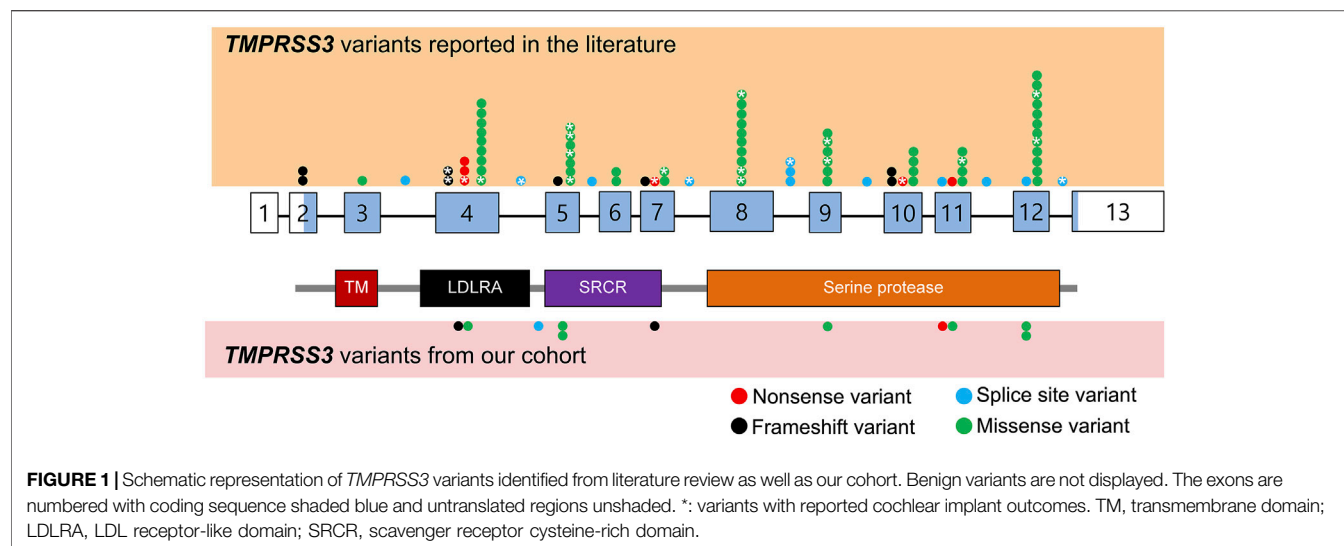 TMPRSS3 variants reported in the literature
1 2 3 4 5 6 7 8 9 10 11 12 13
TM LDLRA SRCR Serine protease
TMPRSS3 variants from our cohort
Nonsense variant Splice site variant
Frameshift variant Missense variant
FIGURE 1 | Schematic representation of TMPRSS3 variants identified from literature review as well as our cohort. Benign variants are not displayed. The exons are
numbered with coding sequence shaded blue and untranslated regions unshaded. *: variants with reported cochlear implant outcomes. TM, transmembrane domain;
LDLRA, LDL receptor-like domain; SRCR, scavenger receptor cysteine-rich domain.